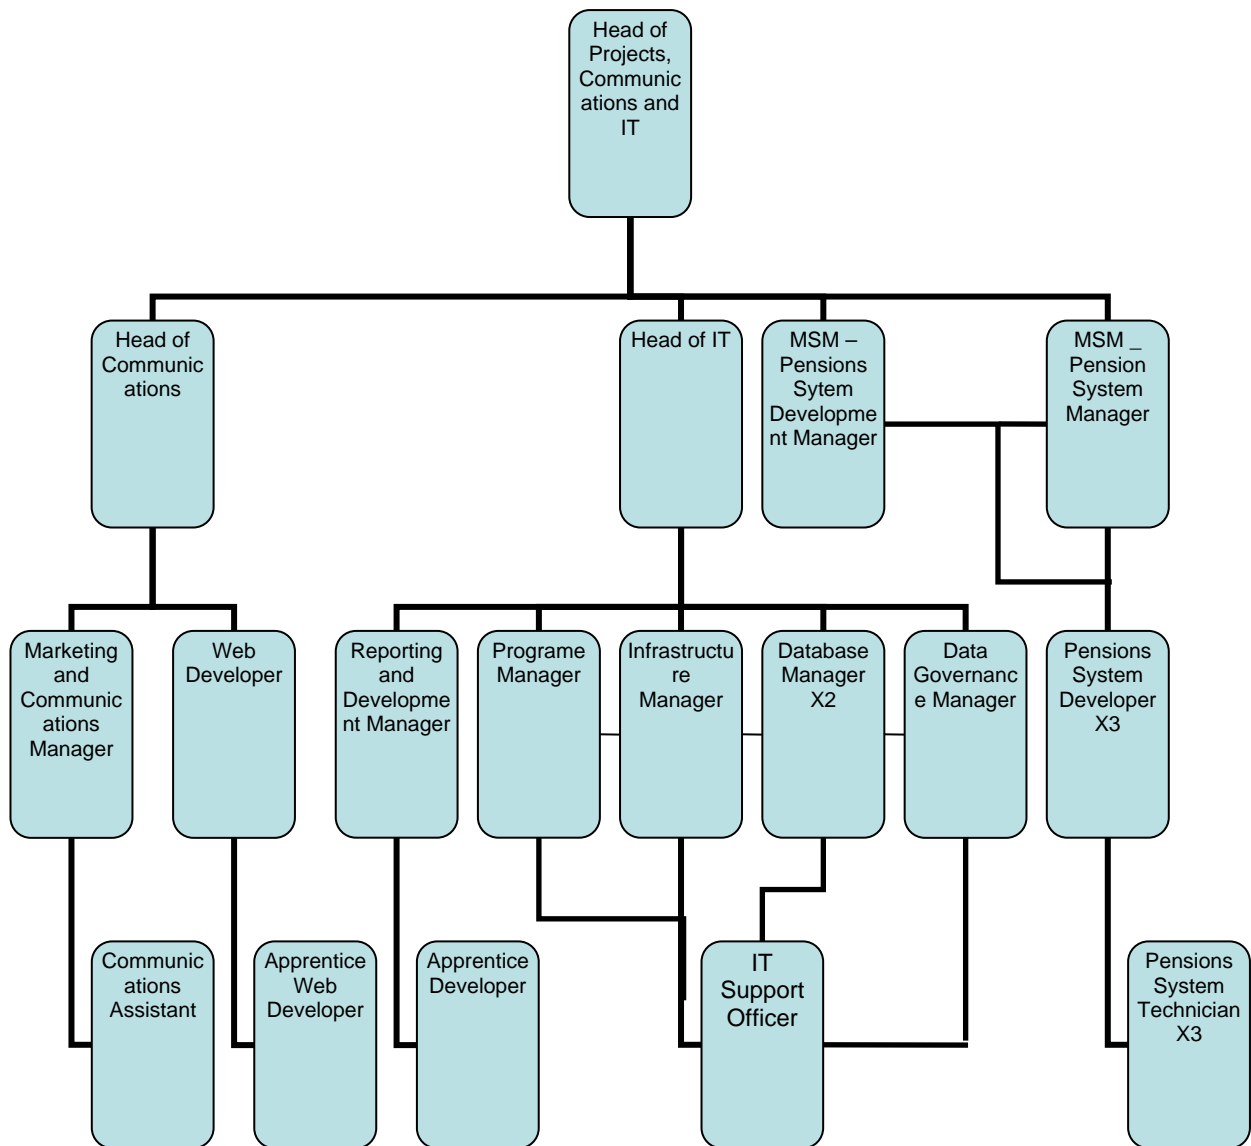 Head of
Projects,
Communic
ations and
IT
Head of
Communic
ations
Head of IT
MSM –
Pensions
Sytem
Developme
nt Manager
MSM _
Pension
System
Manager
Marketing
and
Communic
ations
Manager
Web
Developer
Reporting
and
Developme
nt Manager
Programe
Manager
Infrastructu
re
Manager
Database
Manager
X2
Data
Governanc
e Manager
Pensions
System
Developer
X3
Communic
ations
Assistant
Apprentice
Web
Developer
Apprentice
Developer
IT
Support
Officer
Pensions
System
Technician
X3